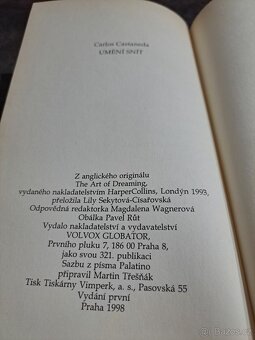 Carlos Castaneda
UMĚNÍ SNÍT
Z anglického originálu
The Art of Dreaming,
vydaného nakladatelstvím HarperCollins, Londýn 1993,
přeložila Lily Sekytová-Císařovská
Odpovědná redaktorka Magdalena Wagnerová
Obálka Pavel Růt
Vydalo nakladatelství a vydavatelství
VOLVOX GLOBATOR,
Prvního pluku 7, 186 00 Praha 8,
jako svou 321. publikaci
Sazbu z písma Palatino
připravil Martin Třešňák
Tisk Tiskárny Vimperk, a. s., Pasovská 55
Vydání první
Praha 1998